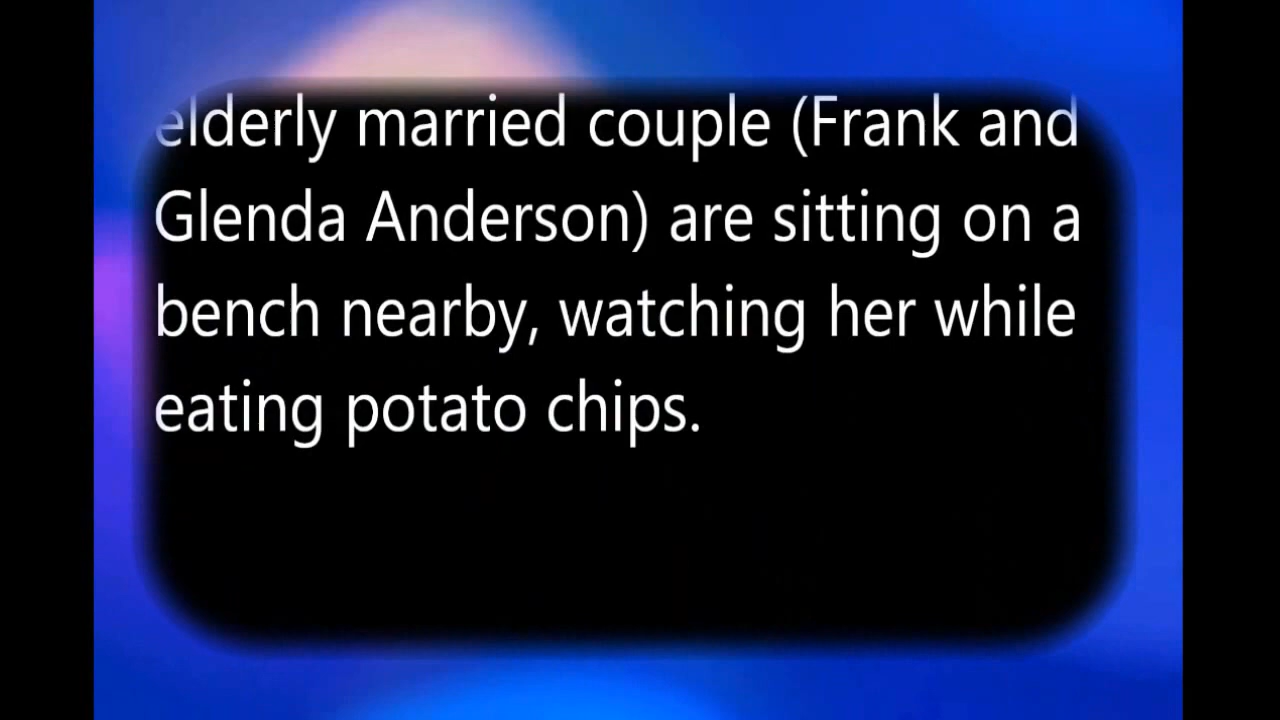 elderly married couple (Frank and
Glenda Anderson) are sitting on a
bench nearby, watching her while
eating potato chips.